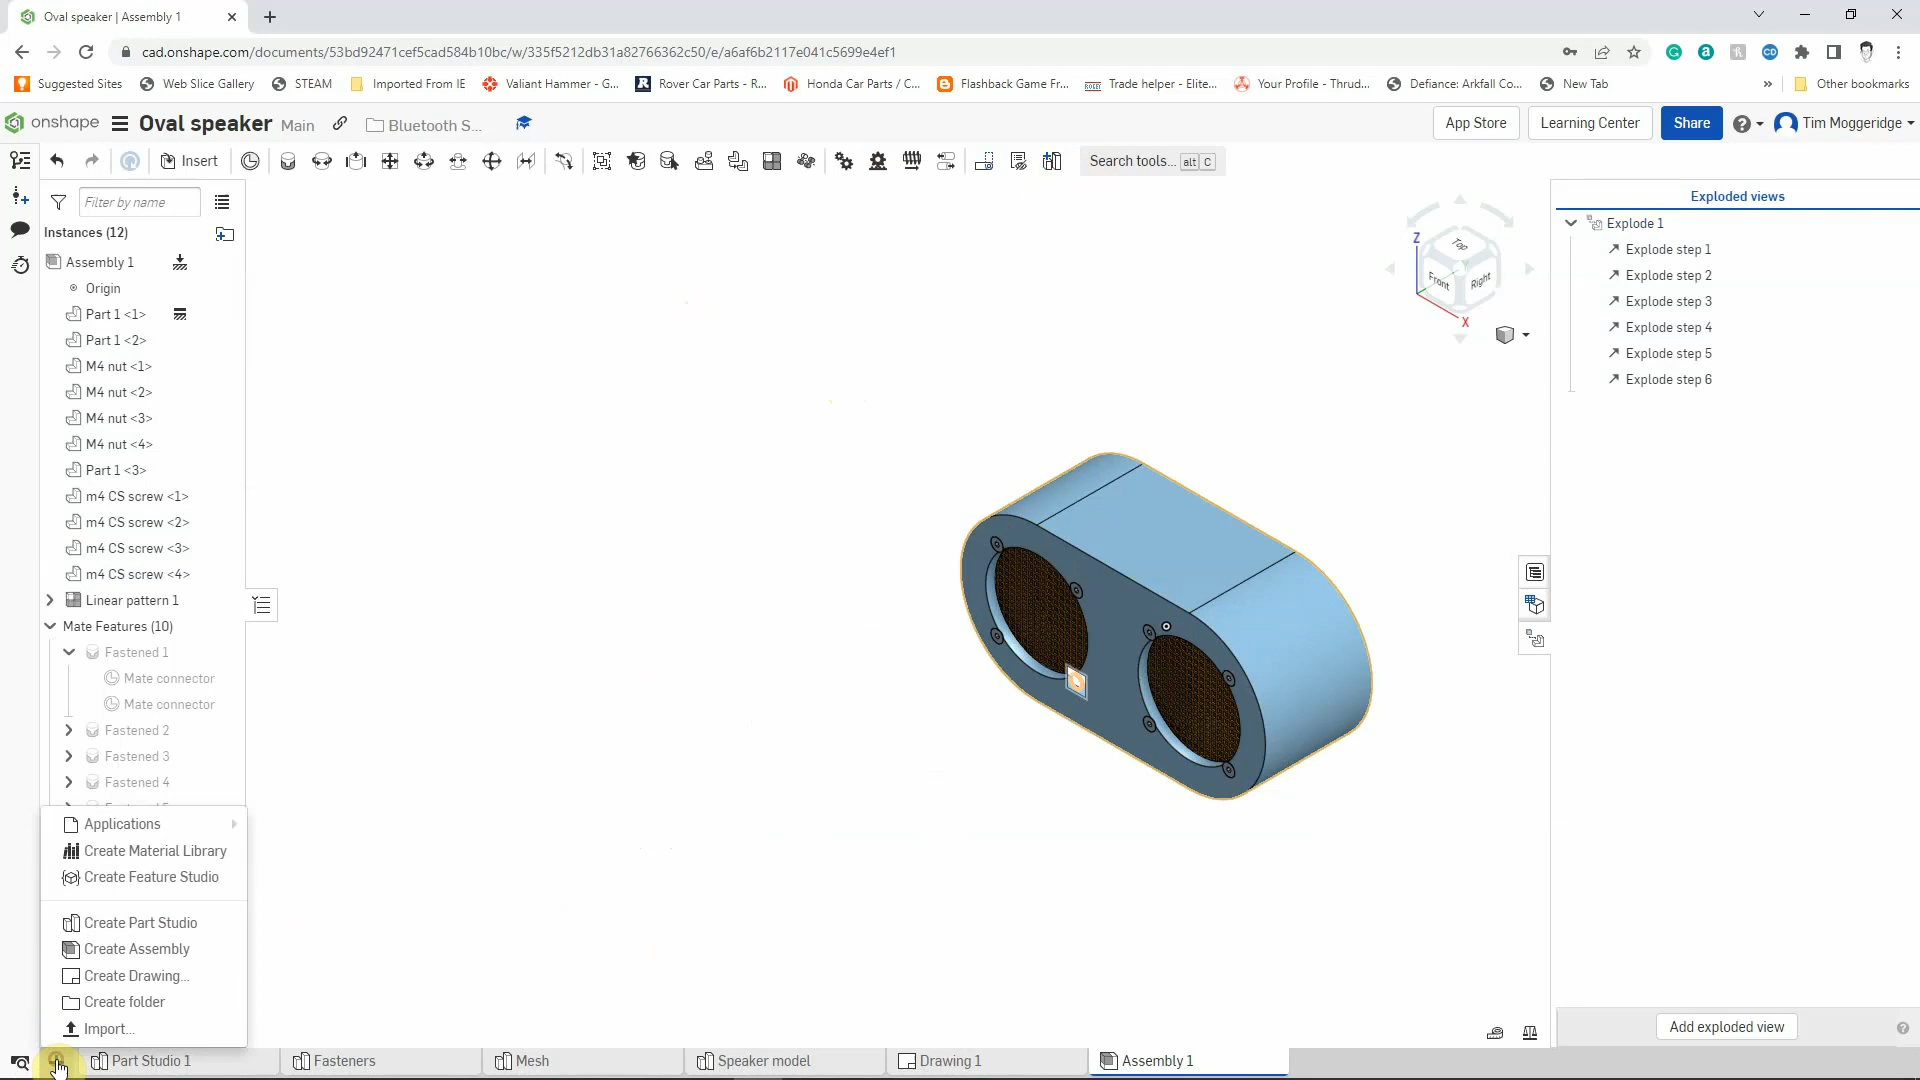 Oval speaker | Assembly 1
cad.onshape.com/documents/53bd92471cef5cad584b10bc/w/335f5212db31a82766362c50/e/a6af6b2117e041c5699e4ef1
Suggested Sites
Web Slice Gallery
STEAM
Imported From IE
Valiant Hammer - G...
Rover Car Parts - R...
Honda Car Parts / C...
Flashback Game Fr...
Trade helper - Elite...
Your Profile - Thrud...
Defiance: Arkfall Co...
New Tab
»
Other bookmarks
onshape
Oval speaker Main
Bluetooth S...
App Store
Learning Center
Share
Tim Moggeridge
Insert
Search tools... alt C
Filter by name
Instances (12)
Assembly 1
Origin
Part 1 <1>
Part 1 <2>
M4 nut <1>
M4 nut <2>
M4 nut <3>
M4 nut <4>
Part 1 <3>
m4 CS screw <1>
m4 CS screw <2>
m4 CS screw <3>
m4 CS screw <4>
Linear pattern 1
Mate Features (10)
Fastened 1
Mate connector
Mate connector
Fastened 2
Fastened 3
Fastened 4
Applications
Create Material Library
Create Feature Studio
Create Part Studio
Create Assembly
Create Drawing...
Create folder
Import...
Z
Top
Front
Right
X
Exploded views
Explode 1
Explode step 1
Explode step 2
Explode step 3
Explode step 4
Explode step 5
Explode step 6
Add exploded view
Part Studio 1
Fasteners
Mesh
Speaker model
Drawing 1
Assembly 1